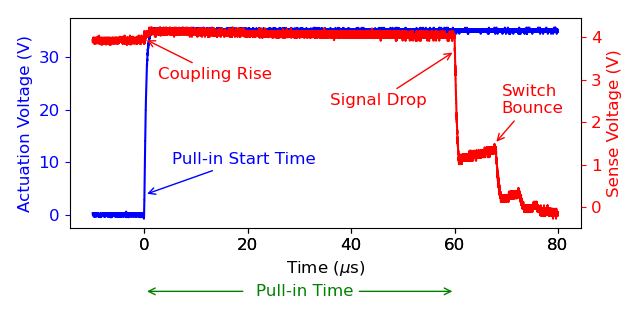 Actuation Voltage (V)
30
20
10
0
Coupling Rise
Pull-in Start Time
Signal Drop
Switch
Bounce
4
3
2
1
0
Sense Voltage (V)
0
20
40
60
80
Time (μs)
Pull-in Time